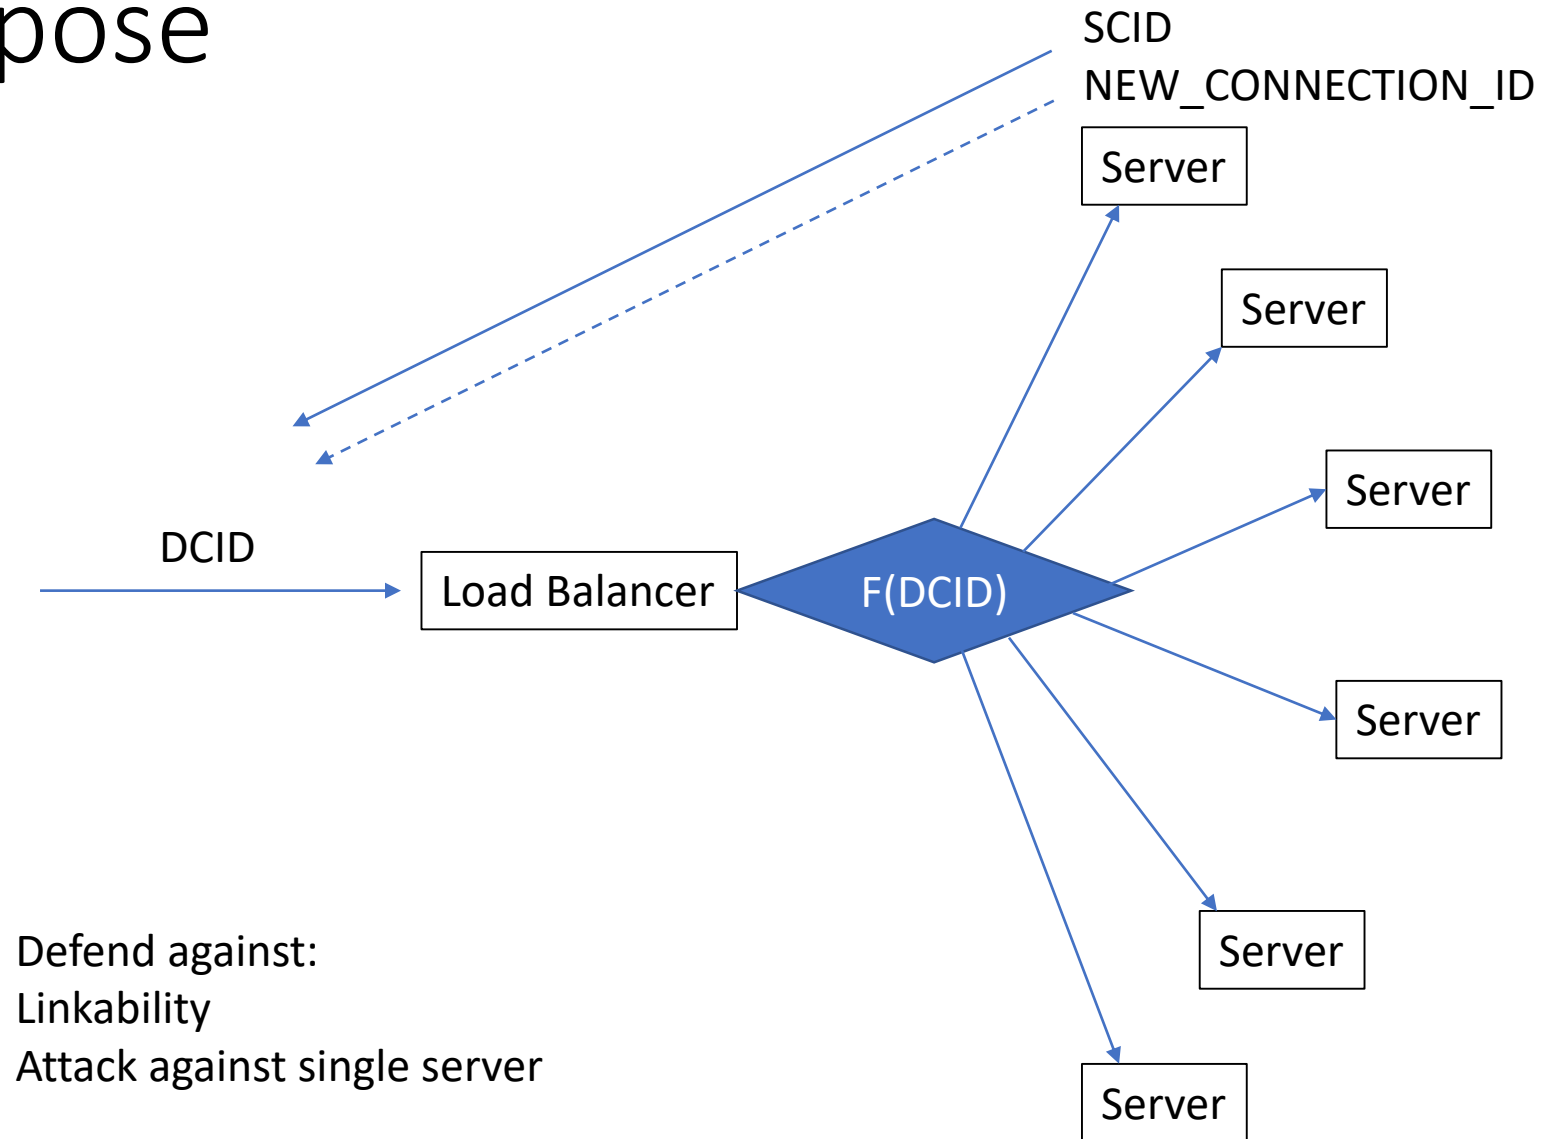 pose
SCID
NEW_CONNECTION_ID
Server
Server
Server
DCID
Load Balancer
F(DCID)
Server
Server
Server
Defend against:
Linkability
Attack against single server